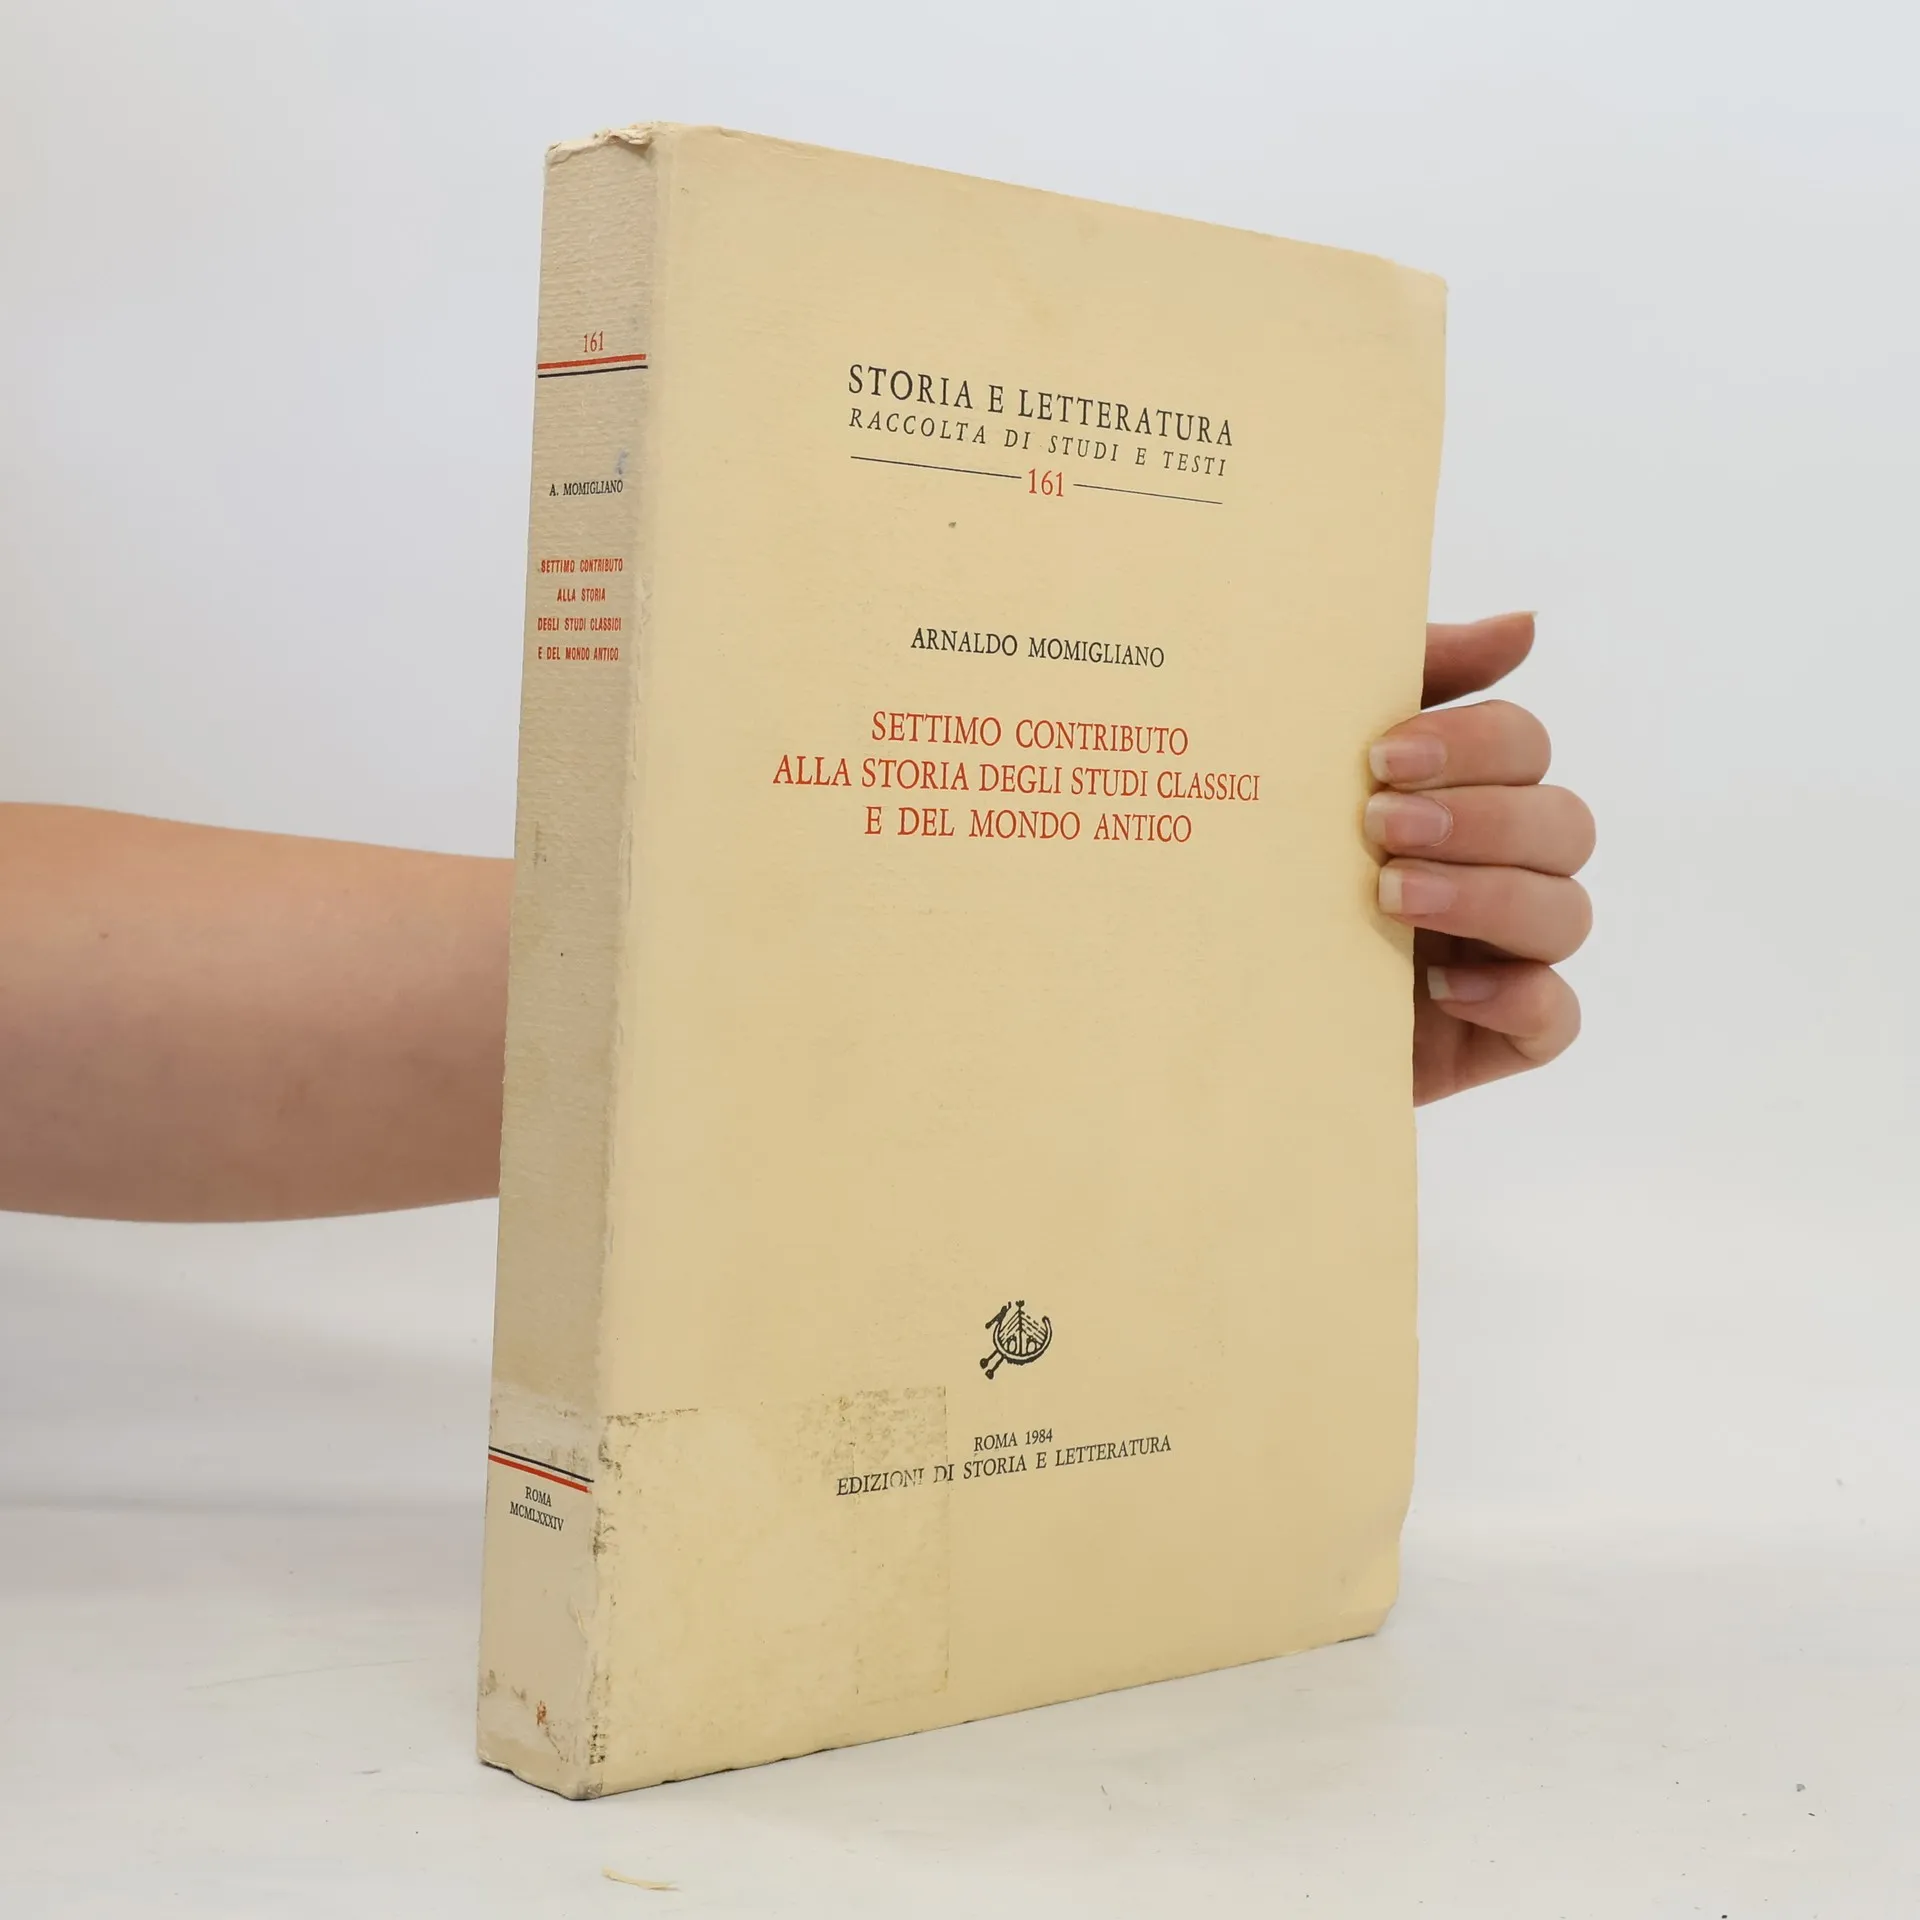 161
A. MOMIGLIANO
SETTIMO CONTRIBUTO
ALLA STORIA
DEGLI STUDI CLASSICI
E DEL MONDO ANTICO
ROMA
MCMLXXXIV
STORIA E LETTERATURA
RACCOLTA DI STUDI E TESTI
161
ARNALDO MOMIGLIANO
SETTIMO CONTRIBUTO
ALLA STORIA DEGLI STUDI CLASSICI
E DEL MONDO ANTICO
ROMA 1984
EDIZIONI DI STORIA E LETTERATURA